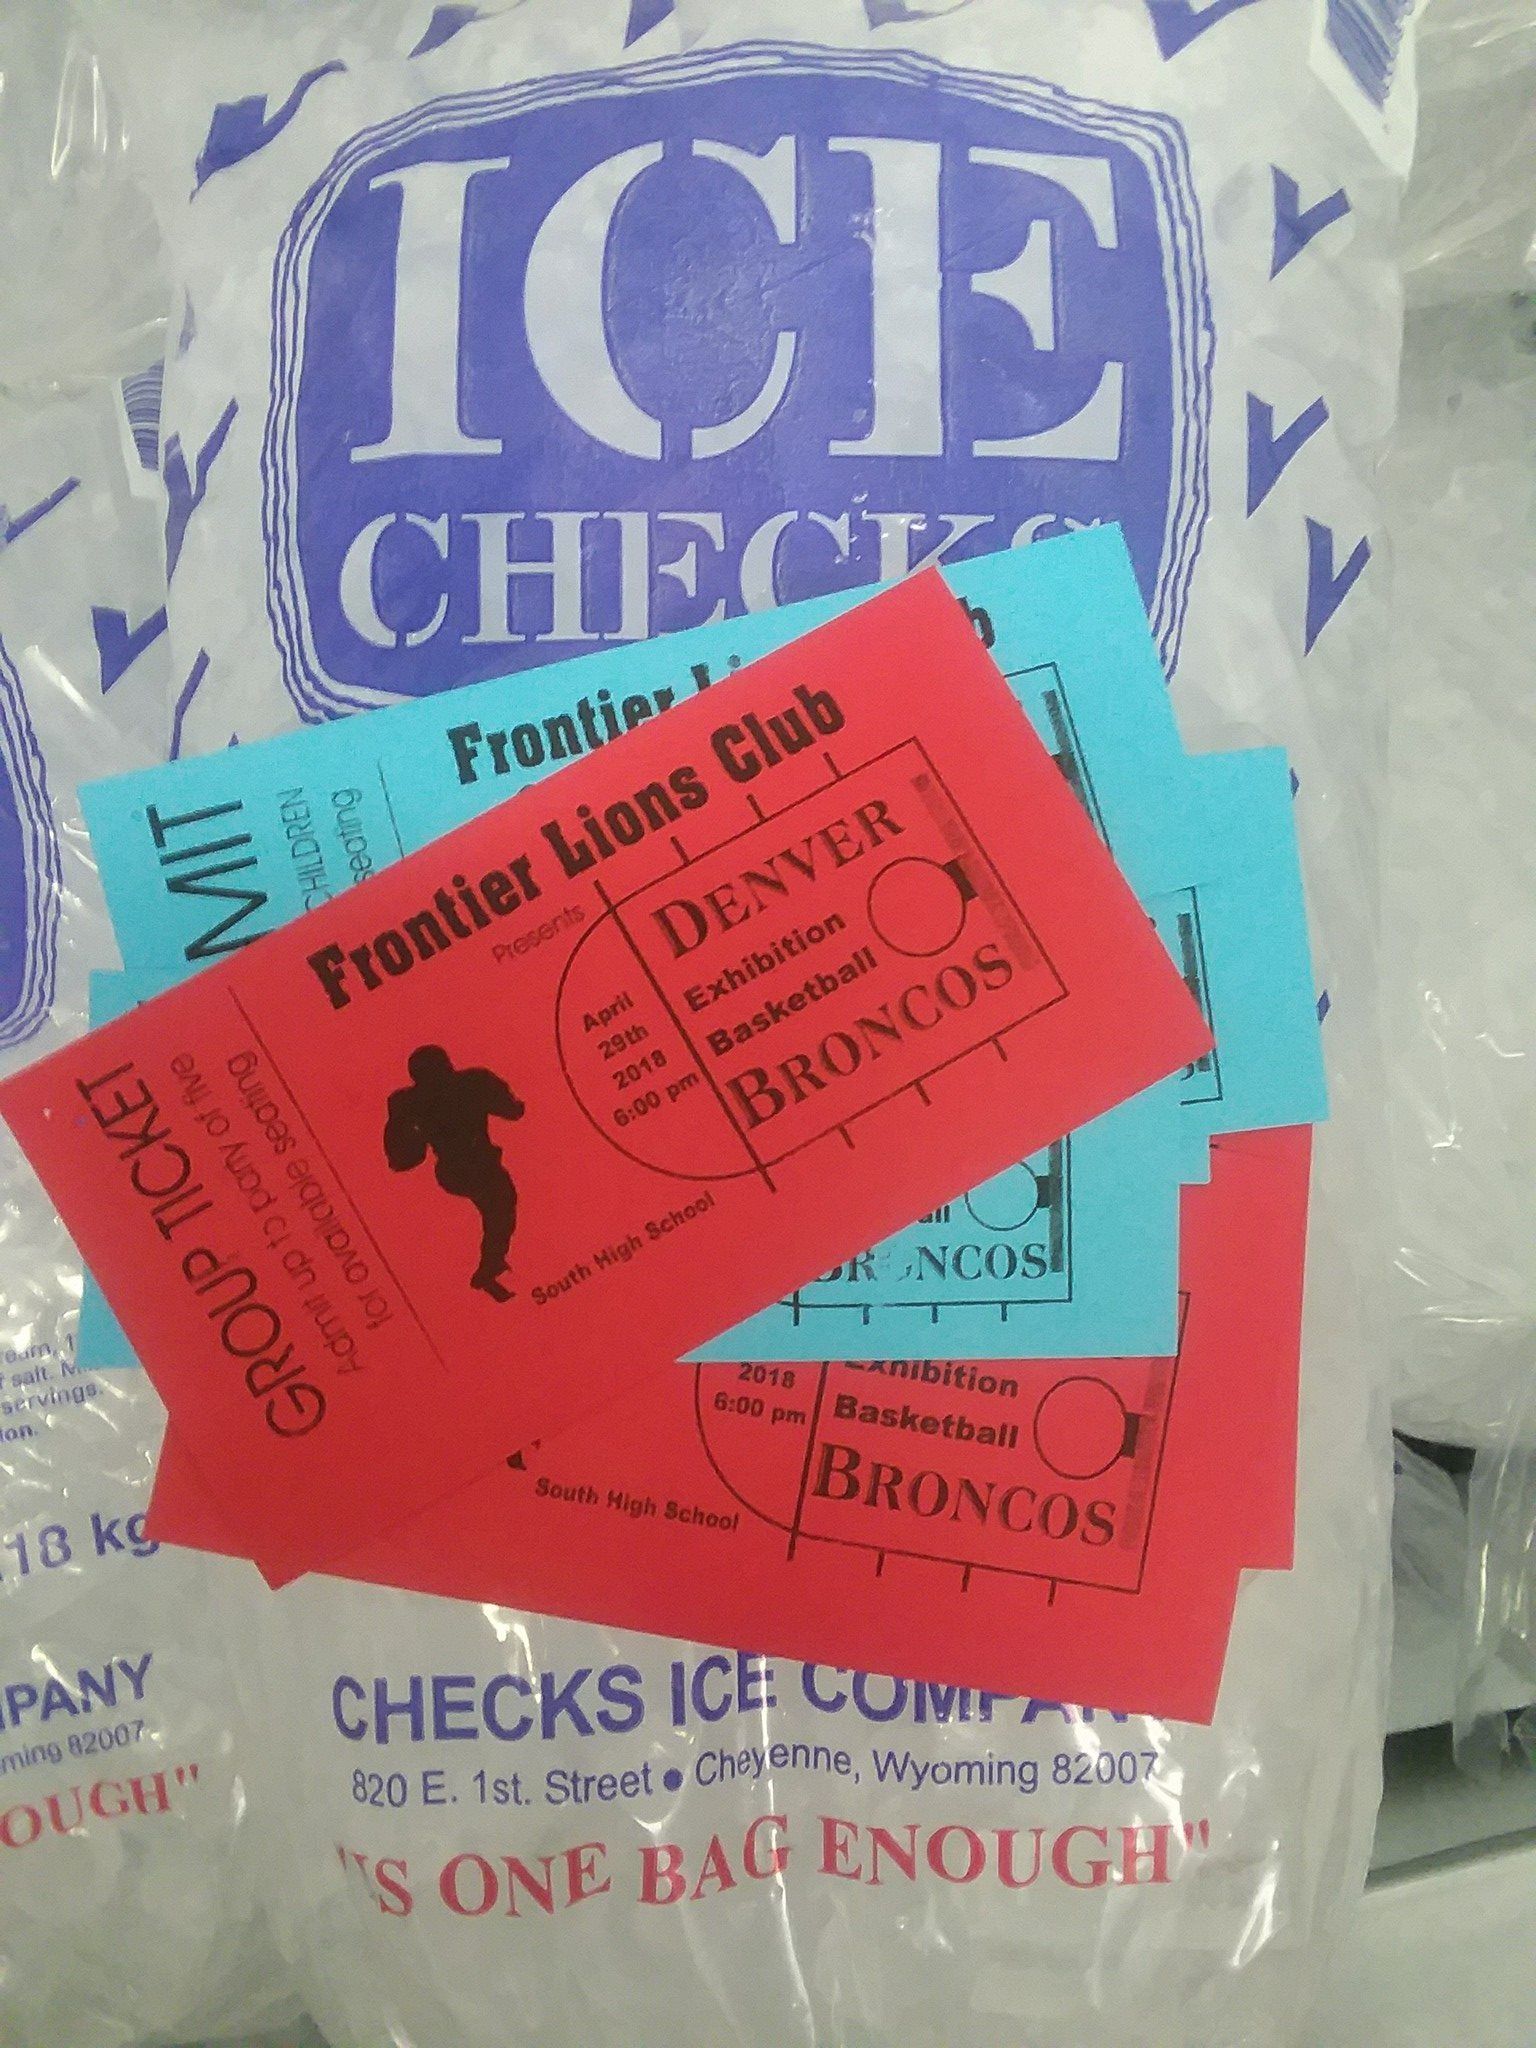 ICE
CHECKS
Frontier
MIT
CHILDREN
seating
Frontier Lions Club
Presents
DENVER
Exhibition
Basketball
BRONCOS
April
29th
2018
6:00 pm
South High School
GROUP TICKET
Admit up to party of five
for available seating
BRONCOS
2018
6:00 pm
Exhibition
Basketball
BRONCOS
South High School
salt.
servings.
18 kg
CHECKS ICE COMPAN
820 E. 1st. Street • Cheyenne, Wyoming 82007
"IS ONE BAG ENOUGH"
MPANY
ming 82007
OUGH"